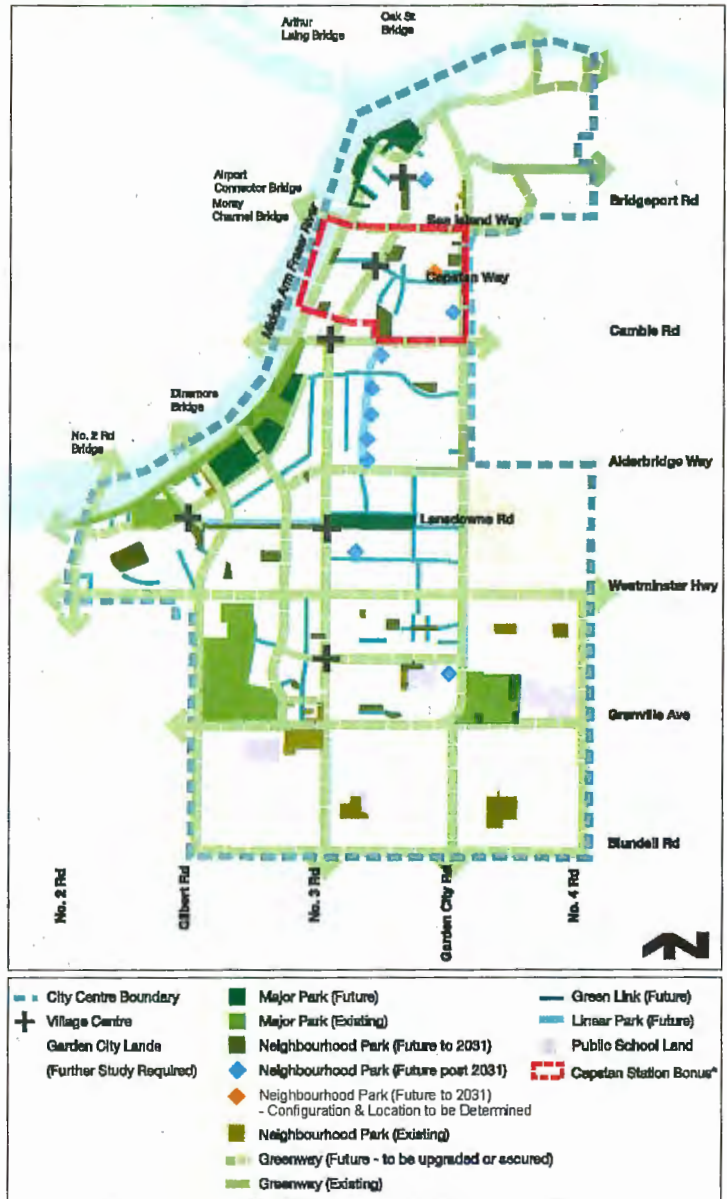 Arthur
Laing Bridge
Oak St
Bridge
Airport
Connector Bridge
Moray
Channel Bridge
Bridgeport Rd
Sea Island Way
Middle Arm Fraser River
Capstan Way
Cambie Rd
Dinsmore
Bridge
No. 2 Rd
Bridge
Alderbridge Way
Lansdowne Rd
Westminster Hwy
Granville Ave
Blundell Rd
No. 2 Rd
Gilbert Rd
No. 3 Rd
Garden City Rd
No. 4 Rd
City Centre Boundary
Village Centre
Garden City Lands
(Further Study Required)
Major Park (Future)
Major Park (Existing)
Neighbourhood Park (Future to 2031)
Neighbourhood Park (Future post 2031)
Neighbourhood Park (Future to 2031)
- Configuration & Location to be Determined
Neighbourhood Park (Existing)
Greenway (Future - to be upgraded or secured)
Greenway (Existing)
Green Link (Future)
Linear Park (Future)
Public School Land
Capstan Station Bonus*